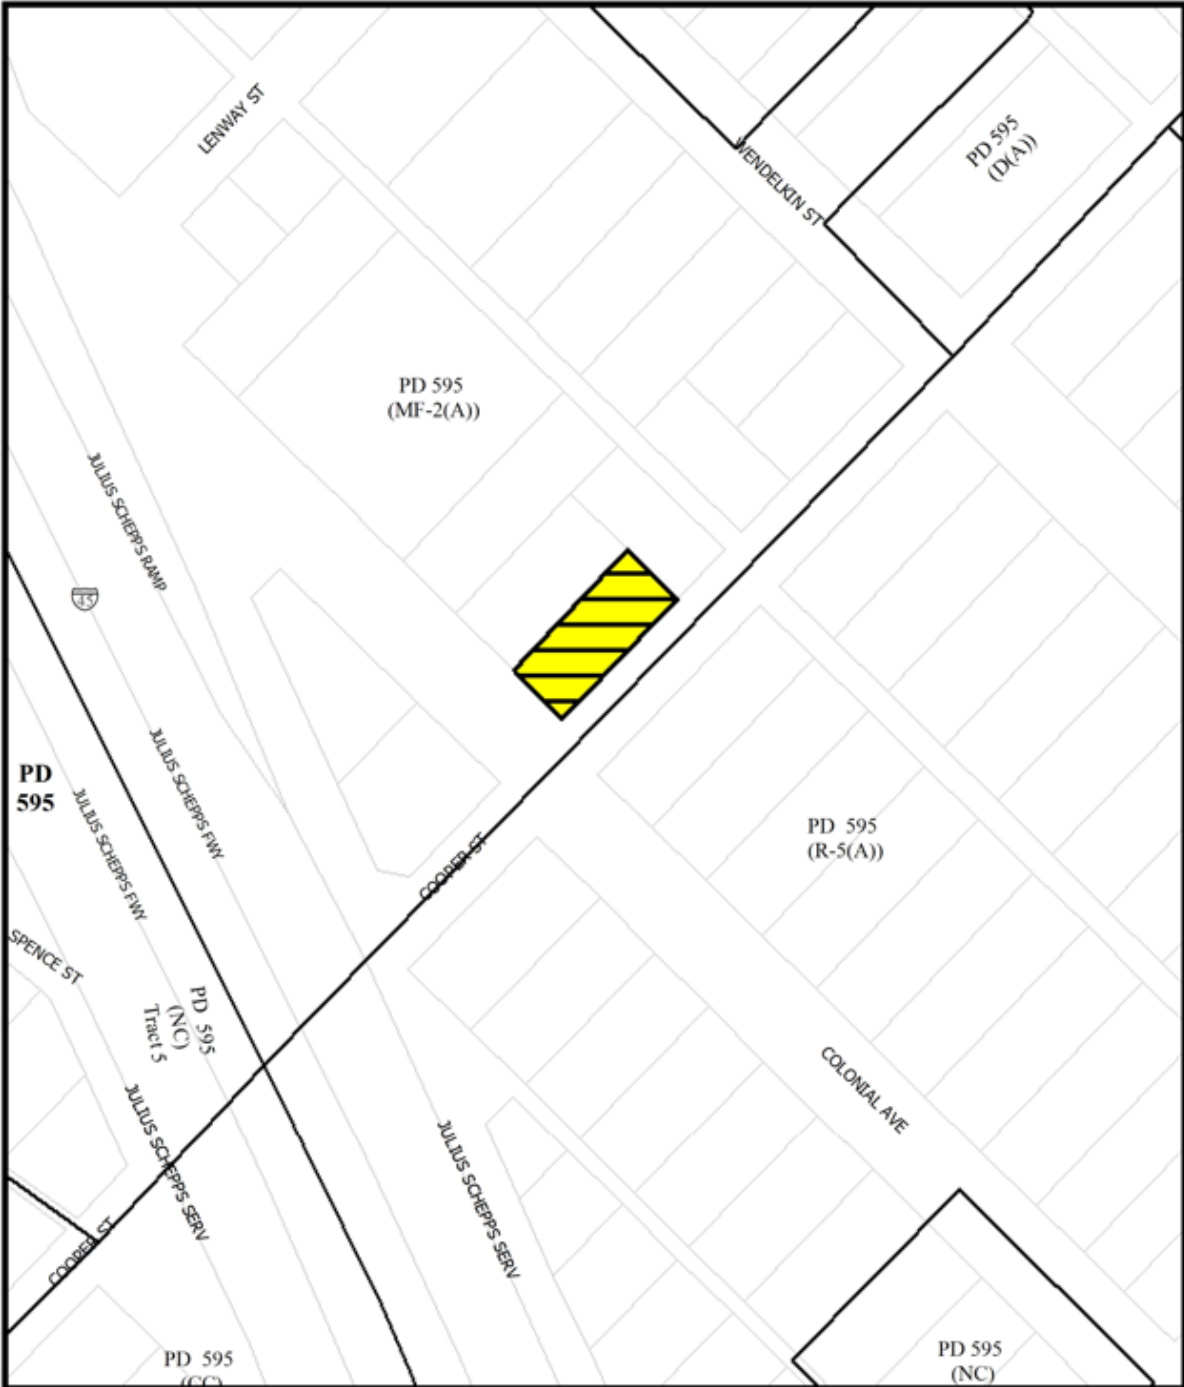 LENWAY ST
PD 595
(D(A))
WENDELKIN ST
PD 595
(MF-2(A))
JULIUS SCHEPPS RAMP
45
JULIUS SCHEPPS FWY
PD
595
JULIUS SCHEPPS FWY
PD 595
(R-5(A))
COOPER ST
SPENCE ST
PD 595
(NC)
Tract 5
COLONIAL AVE
JULIUS SCHEPPS SERV
JULIUS SCHEPPS SERV
COOPER ST
PD 595
(CC)
PD 595
(NC)